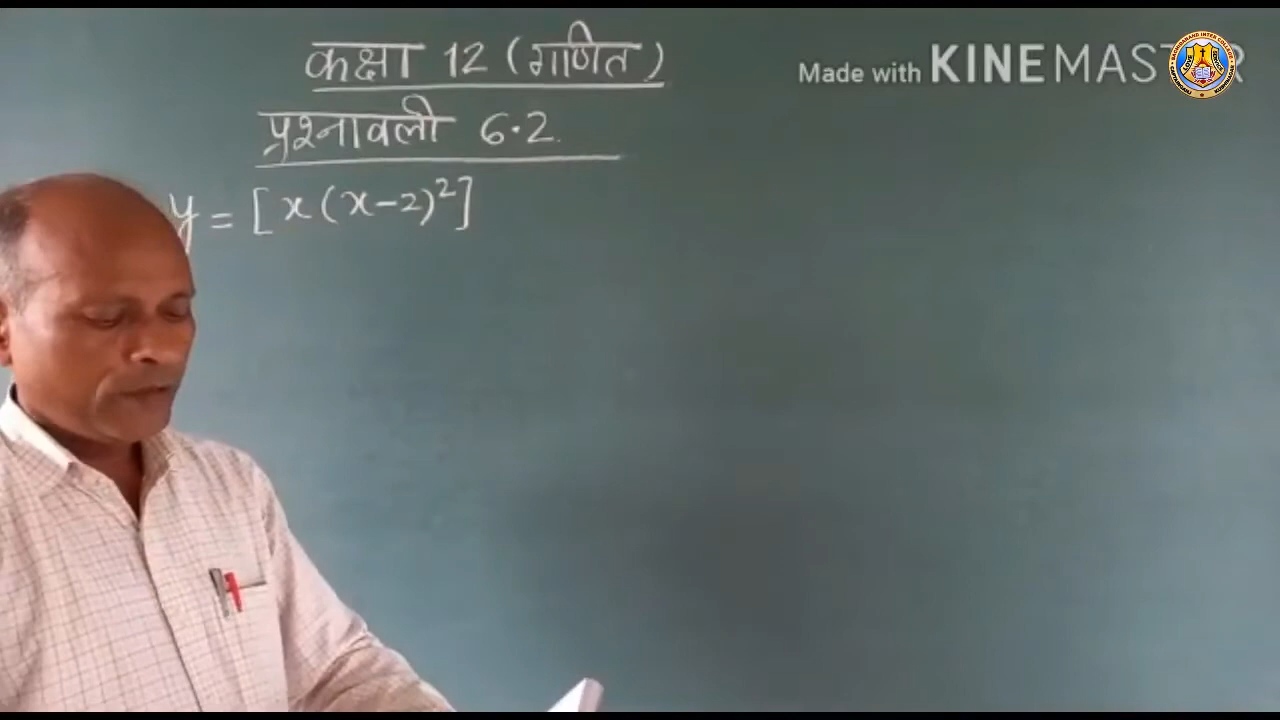 कक्षा 12 (गणित)
प्रश्नावली 6.2.
y = [x(x-2)²]
Made with KINEMASTER